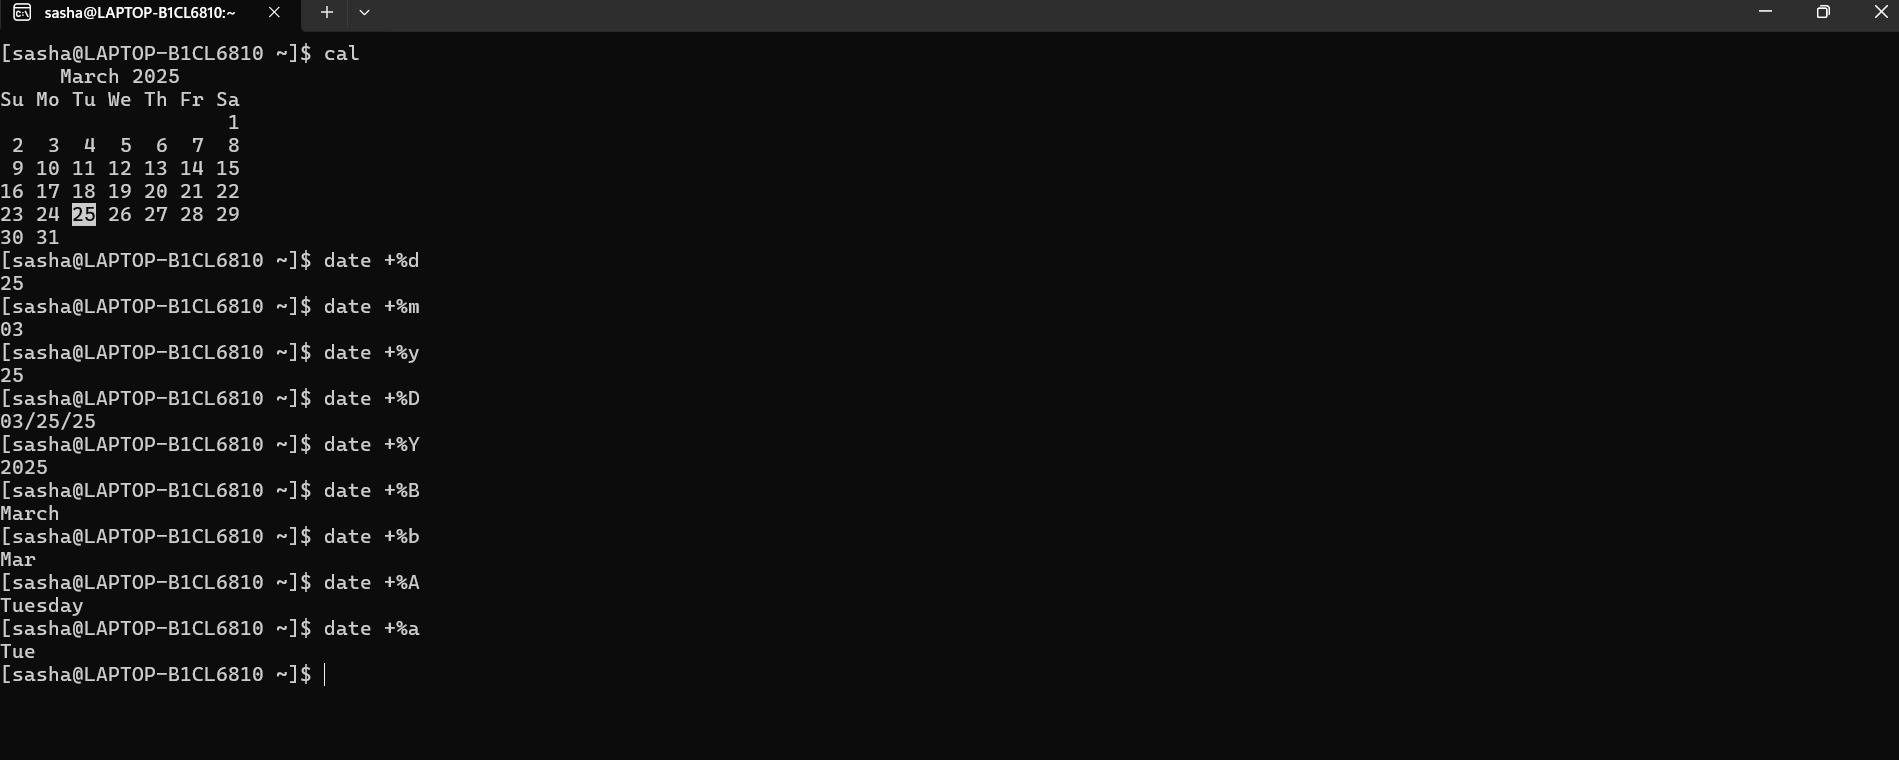 sasha@LAPTOP-B1CL6810:~
[sasha@LAPTOP-B1CL6810 ~]$ cal
     March 2025
Su Mo Tu We Th Fr Sa
                   1
 2  3  4  5  6  7  8
 9 10 11 12 13 14 15
16 17 18 19 20 21 22
23 24 25 26 27 28 29
30 31
[sasha@LAPTOP-B1CL6810 ~]$ date +%d
25
[sasha@LAPTOP-B1CL6810 ~]$ date +%m
03
[sasha@LAPTOP-B1CL6810 ~]$ date +%y
25
[sasha@LAPTOP-B1CL6810 ~]$ date +%D
03/25/25
[sasha@LAPTOP-B1CL6810 ~]$ date +%Y
2025
[sasha@LAPTOP-B1CL6810 ~]$ date +%B
March
[sasha@LAPTOP-B1CL6810 ~]$ date +%b
Mar
[sasha@LAPTOP-B1CL6810 ~]$ date +%A
Tuesday
[sasha@LAPTOP-B1CL6810 ~]$ date +%a
Tue
[sasha@LAPTOP-B1CL6810 ~]$